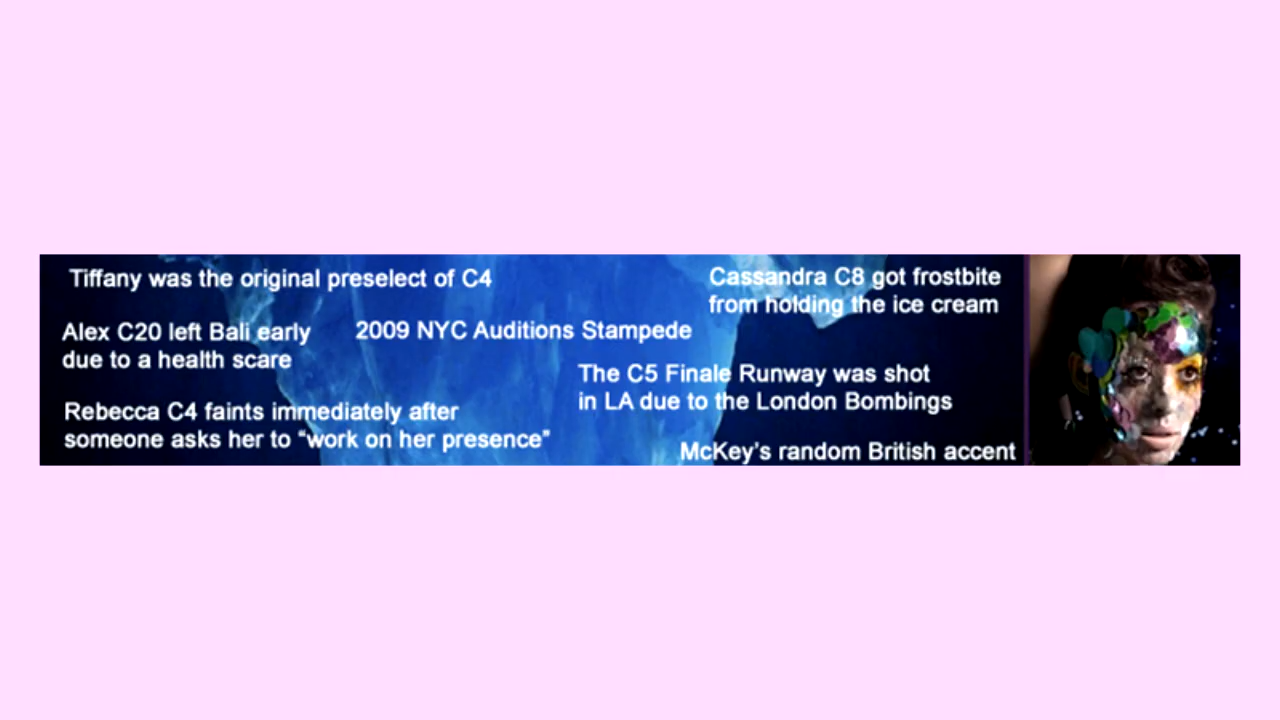 Tiffany was the original preselect of C4
Cassandra C8 got frostbite
from holding the ice cream
Alex C20 left Bali early
due to a health scare
2009 NYC Auditions Stampede
The C5 Finale Runway was shot
in LA due to the London Bombings
Rebecca C4 faints immediately after
someone asks her to “work on her presence”
McKey’s random British accent